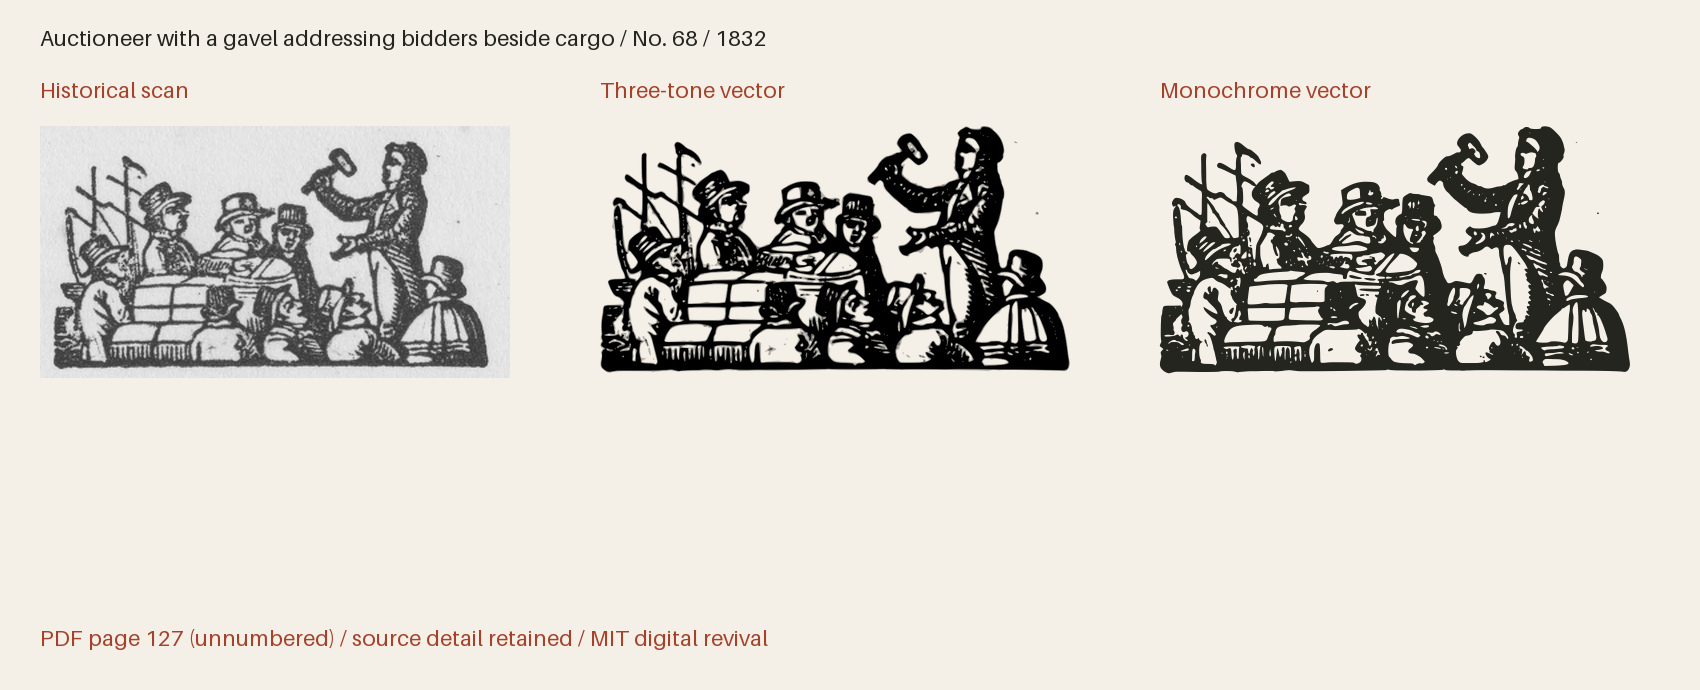 Auctioneer with a gavel addressing bidders beside cargo / No. 68 / 1832
Historical scan
Three-tone vector
Monochrome vector
PDF page 127 (unnumbered) / source detail retained / MIT digital revival